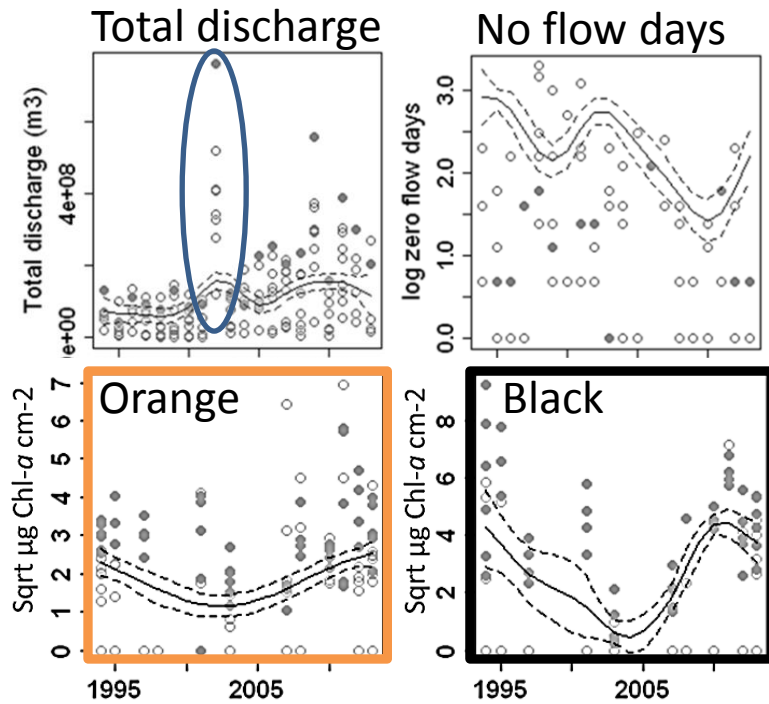 Total discharge
No flow days
Total discharge (m3)
4e+08
e+00
log zero flow days
3.0
2.0
1.0
0.0
Orange
Black
Sqrt µg Chl-a cm-2
7
6
5
4
3
2
1
0
1995
2005
Sqrt µg Chl-a cm-2
8
6
4
2
0
1995
2005